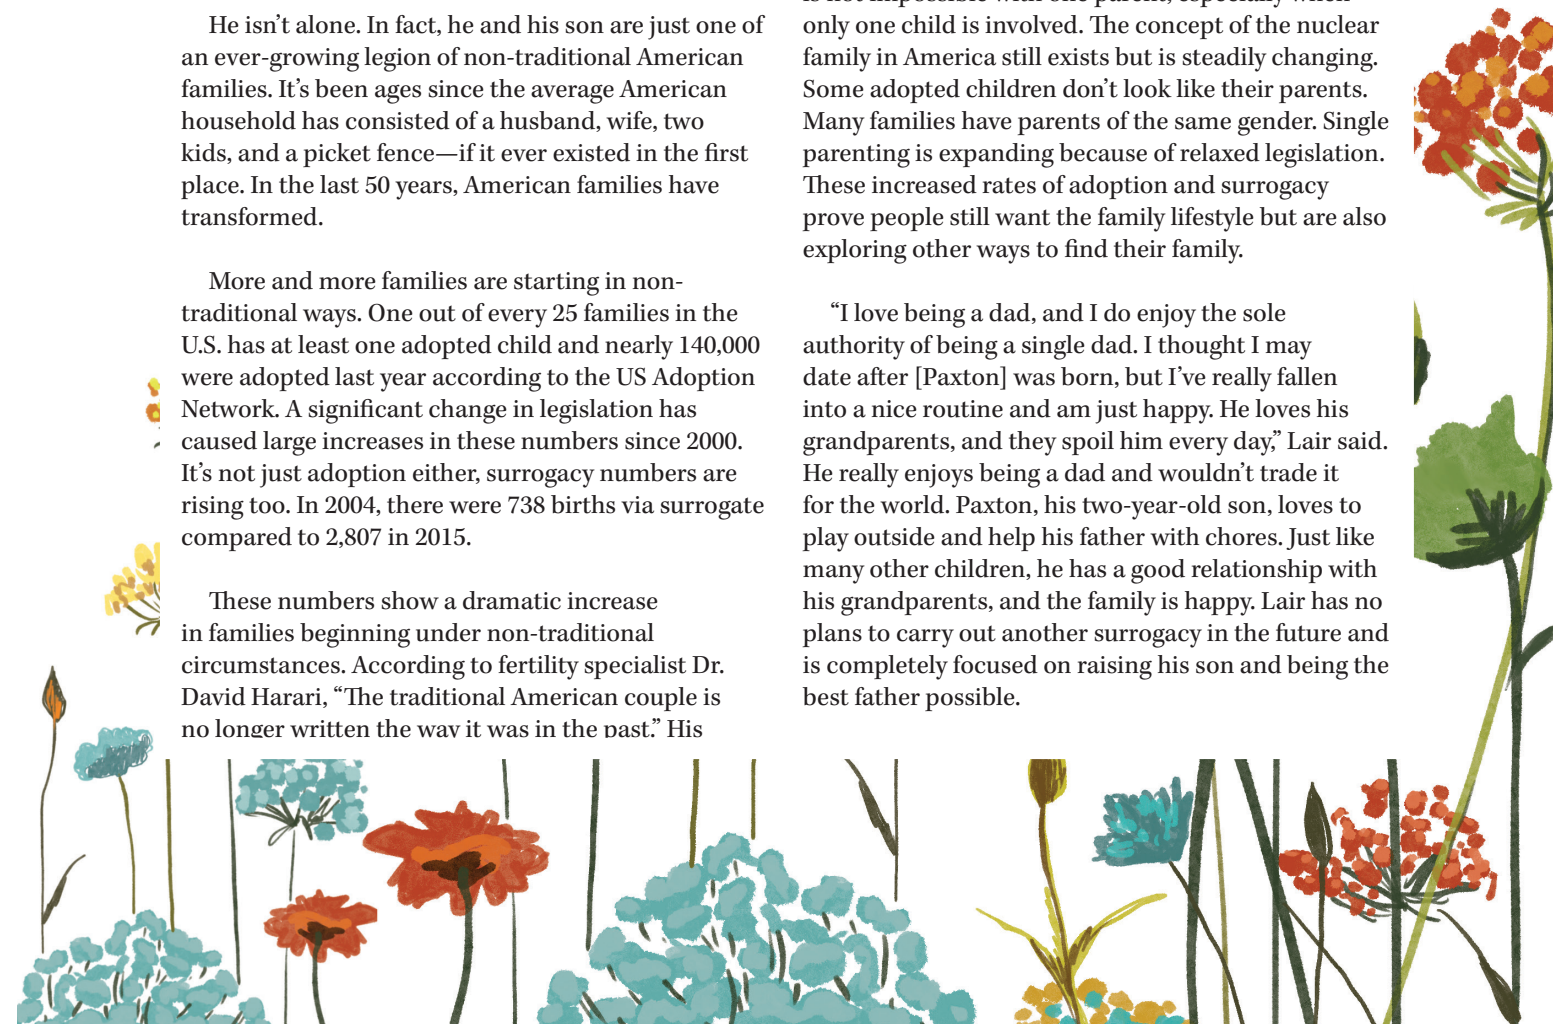 He isn’t alone. In fact, he and his son are just one of
an ever-growing legion of non-traditional American
families. It’s been ages since the average American
household has consisted of a husband, wife, two
kids, and a picket fence—if it ever existed in the first
place. In the last 50 years, American families have
transformed.
More and more families are starting in non-
traditional ways. One out of every 25 families in the
U.S. has at least one adopted child and nearly 140,000
were adopted last year according to the US Adoption
Network. A significant change in legislation has
caused large increases in these numbers since 2000.
It’s not just adoption either, surrogacy numbers are
rising too. In 2004, there were 738 births via surrogate
compared to 2,807 in 2015.
These numbers show a dramatic increase
in families beginning under non-traditional
circumstances. According to fertility specialist Dr.
David Harari, “The traditional American couple is
no longer written the way it was in the past.” His
is not impossible with one parent, especially when
only one child is involved. The concept of the nuclear
family in America still exists but is steadily changing.
Some adopted children don’t look like their parents.
Many families have parents of the same gender. Single
parenting is expanding because of relaxed legislation.
These increased rates of adoption and surrogacy
prove people still want the family lifestyle but are also
exploring other ways to find their family.
“I love being a dad, and I do enjoy the sole
authority of being a single dad. I thought I may
date after [Paxton] was born, but I’ve really fallen
into a nice routine and am just happy. He loves his
grandparents, and they spoil him every day,” Lair said.
He really enjoys being a dad and wouldn’t trade it
for the world. Paxton, his two-year-old son, loves to
play outside and help his father with chores. Just like
many other children, he has a good relationship with
his grandparents, and the family is happy. Lair has no
plans to carry out another surrogacy in the future and
is completely focused on raising his son and being the
best father possible.